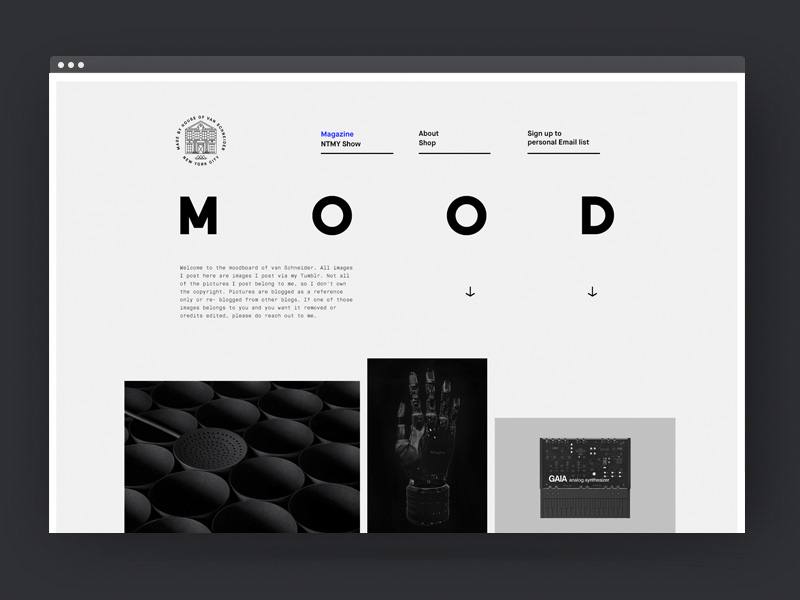 MADE BY HOUSE OF VAN SCHNEIDER
NEW YORK CITY
Magazine
NTMY Show
About
Shop
Sign up to
personal Email list
MOOD
Welcome to the moodboard of van Schneider. All images
I post here are images I post via my Tumblr. Not all
of the pictures I post belong to me, so I don't own
the copyright. Pictures are blogged as a reference
only or re- blogged from other blogs. If one of those
images belongs to you and you want it removed or
credits edited, please do reach out to me.
GAIA analog synthesizer